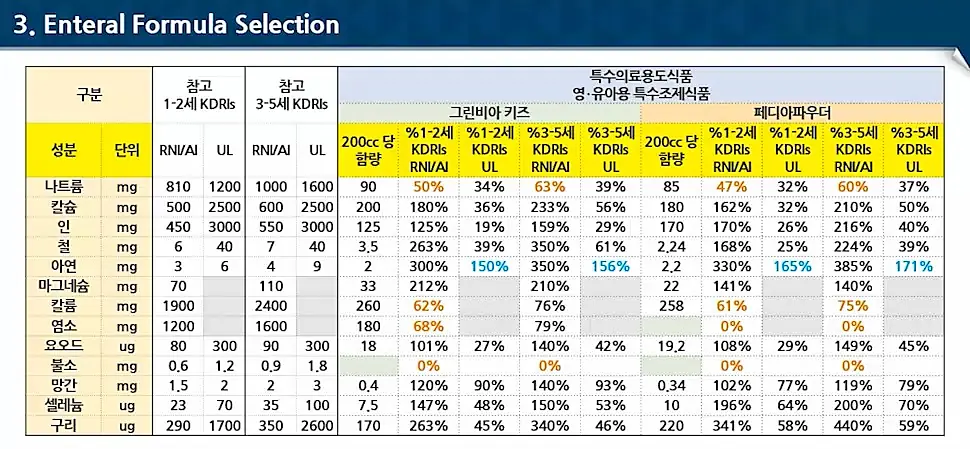 3. Enteral Formula Selection
구분 참고 1-2세 KDRIs 참고 3-5세 KDRIs 특수의료용도식품 영·유아용 특수조제식품
그린비아 키즈 페디아파우더
성분 단위 RNI/AI UL RNI/AI UL 200cc 당 함량 %1-2세 KDRIs RNI/AI %1-2세 KDRIs UL %3-5세 KDRIs RNI/AI %3-5세 KDRIs UL 200cc 당 함량 %1-2세 KDRIs RNI/AI %1-2세 KDRIs UL %3-5세 KDRIs RNI/AI %3-5세 KDRIs UL
나트륨 mg 810 1200 1000 1600 90 50% 34% 63% 39% 85 47% 32% 60% 37%
칼슘 mg 500 2500 600 2500 200 180% 36% 233% 56% 180 162% 32% 210% 50%
인 mg 450 3000 550 3000 125 125% 19% 159% 29% 170 170% 26% 216% 40%
철 mg 6 40 7 40 3.5 263% 39% 350% 61% 2.24 168% 25% 224% 39%
아연 mg 3 6 4 9 2 300% 150% 350% 156% 2.2 330% 165% 385% 171%
마그네슘 mg 70 110 33 212% 210% 22 141% 140%
칼륨 mg 1900 2400 260 62% 76% 258 61% 75%
염소 mg 1200 1600 180 68% 79% 0% 0%
요오드 ug 80 300 90 300 18 101% 27% 140% 42% 19.2 108% 29% 149% 45%
불소 mg 0.6 1.2 0.9 1.8 0% 0% 0% 0%
망간 mg 1.5 2 2 3 0.4 120% 90% 140% 93% 0.34 102% 77% 119% 79%
셀레늄 ug 23 70 35 100 7.5 147% 48% 150% 53% 10 196% 64% 200% 70%
구리 ug 290 1700 350 2600 170 263% 45% 340% 46% 220 341% 58% 440% 59%